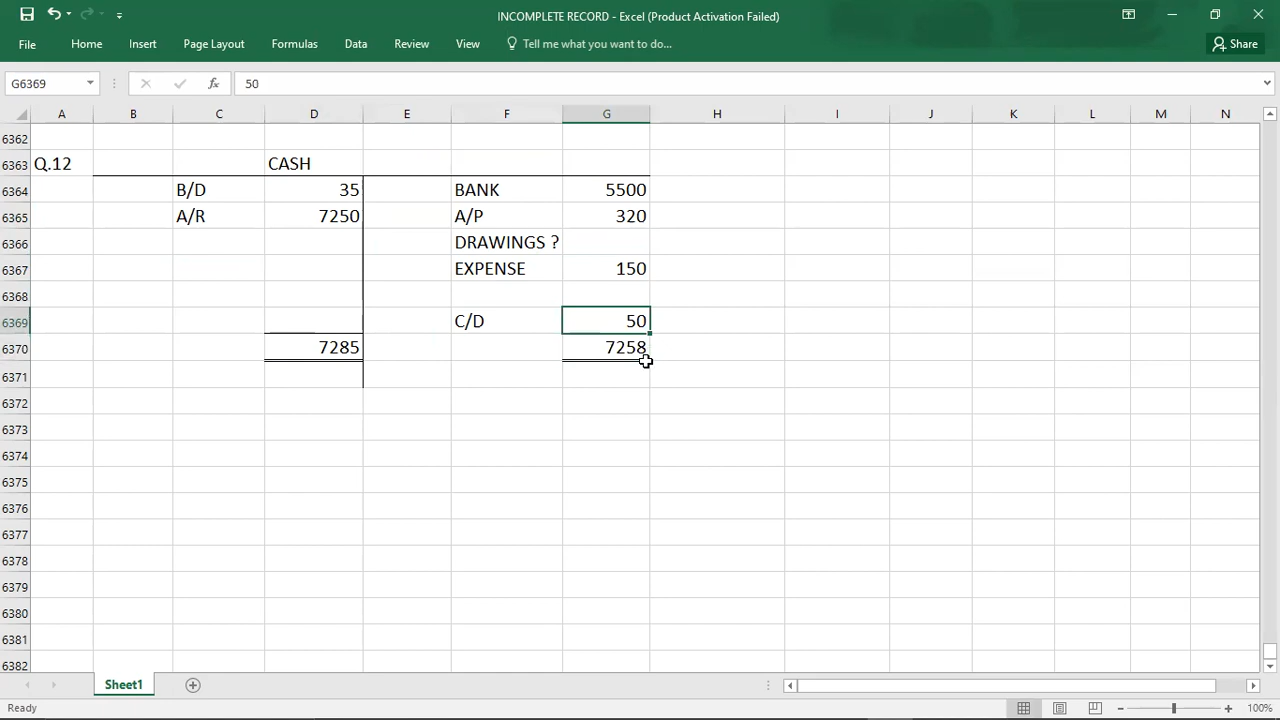 INCOMPLETE RECORD - Excel (Product Activation Failed)
File Home Insert Page Layout Formulas Data Review View Tell me what you want to do... Share
G6369 fx 50
A B C D E F G H I J K L M N
6362
6363 Q.12 CASH
6364 B/D 35 BANK 5500
6365 A/R 7250 A/P 320
6366 DRAWINGS ?
6367 EXPENSE 150
6368
6369 C/D 50
6370 7285 7258
6371
6372
6373
6374
6375
6376
6377
6378
6379
6380
6381
6382
Sheet1
Ready 100%